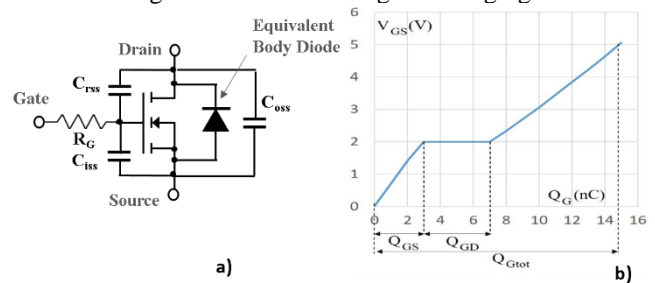 Equivalent
Body Diode
Drain
Crss
Coss
Gate
RG
Ciss
Source
a)
VGS(V)
6
5
4
3
2
1
0
0 2 4 6 8 10 12 14 16
QG(nC)
QGS
QGD
QGtot
b)